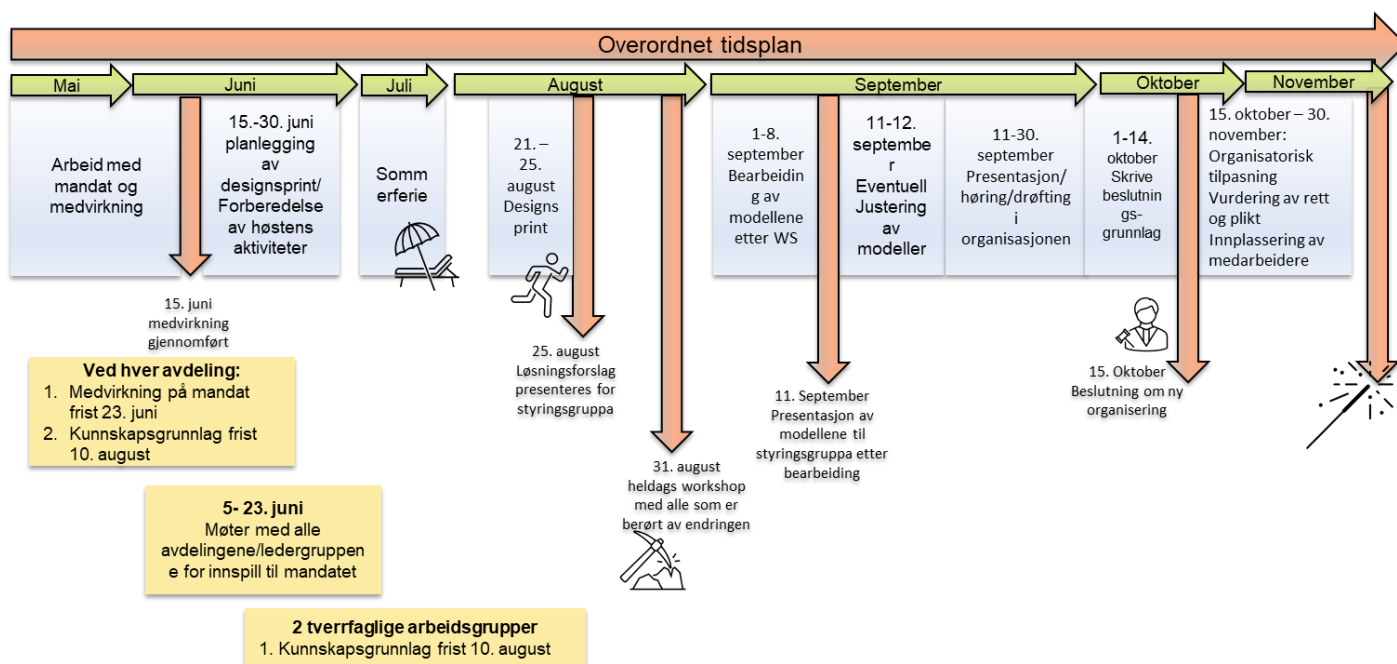 Overordnet tidsplan
Mai
Juni
Juli
August
September
Oktober
November
Arbeid med
mandat og
medvirkning
15.-30. juni
planlegging
av
designsprint/
Forberedelse
av høstens
aktiviteter
Somm
erferie
21. –
25.
august
Designs
print
1-8.
september
Bearbeidin
g av
modellene
etter WS
11-12.
septembe
r
Eventuell
Justering
av
modeller
11-30.
september
Presentasjon/
høring/drøfting
i
organisasjonen
1-14.
oktober
Skrive
beslutnin
gs-
grunnlag
15. oktober – 30.
november:
Organisatorisk
tilpasning
Vurdering av rett
og plikt
Innplassering av
medarbeidere
15. juni
medvirkning
gjennomført
25. august
Løsningsforslag
presenteres for
styringsgruppa
31. august
heldags workshop
med alle som er
berørt av endringen
11. September
Presentasjon av
modellene til
styringsgruppa etter
bearbeiding
15. Oktober
Beslutning om ny
organisering
Ved hver avdeling:
1. Medvirkning på mandat
frist 23. juni
2. Kunnskapsgrunnlag frist
10. august
5- 23. juni
Møter med alle
avdelingene/ledergruppen
e for innspill til mandatet
2 tverrfaglige arbeidsgrupper
1. Kunnskapsgrunnlag frist 10. august